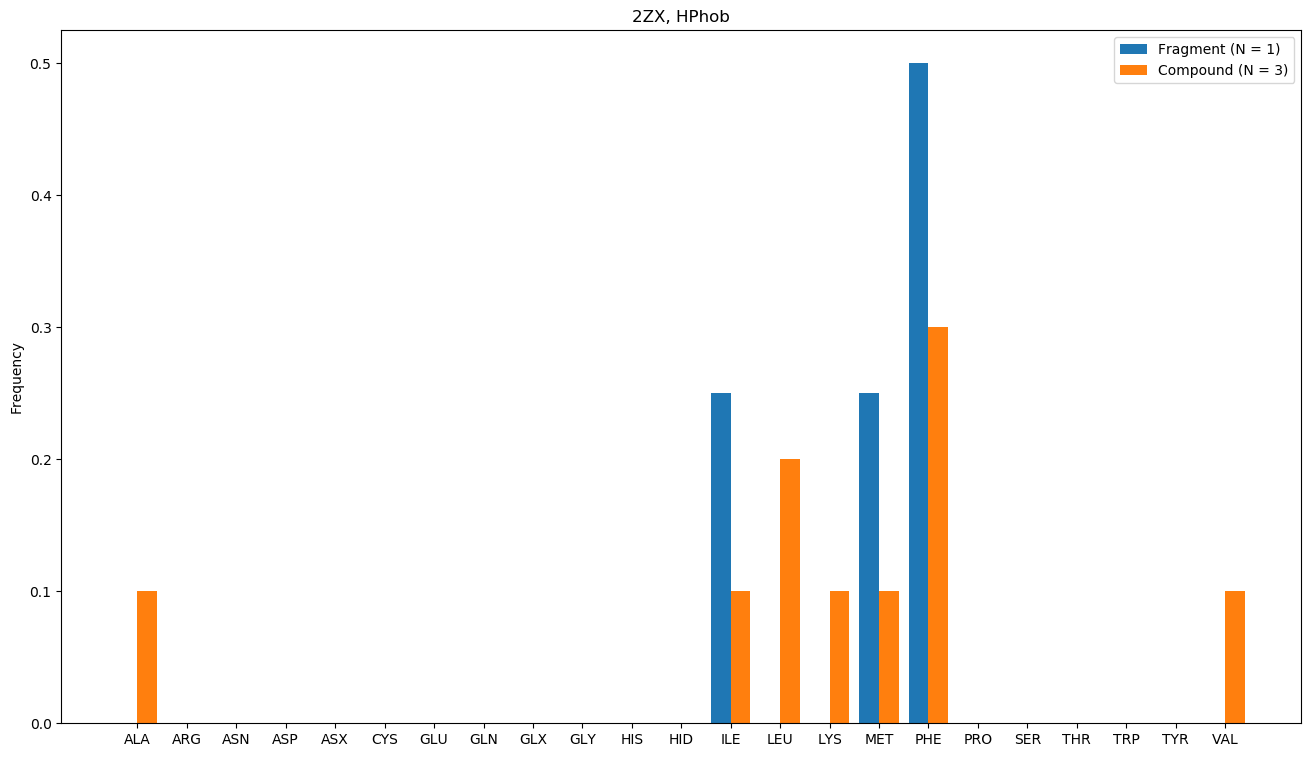 2ZX, HPhob
Fragment (N = 1)
Compound (N = 3)
Frequency
0.5
0.4
0.3
0.2
0.1
0.0
ALA ARG ASN ASP ASX CYS GLU GLN GLX GLY HIS HID ILE LEU LYS MET PHE PRO SER THR TRP TYR VAL